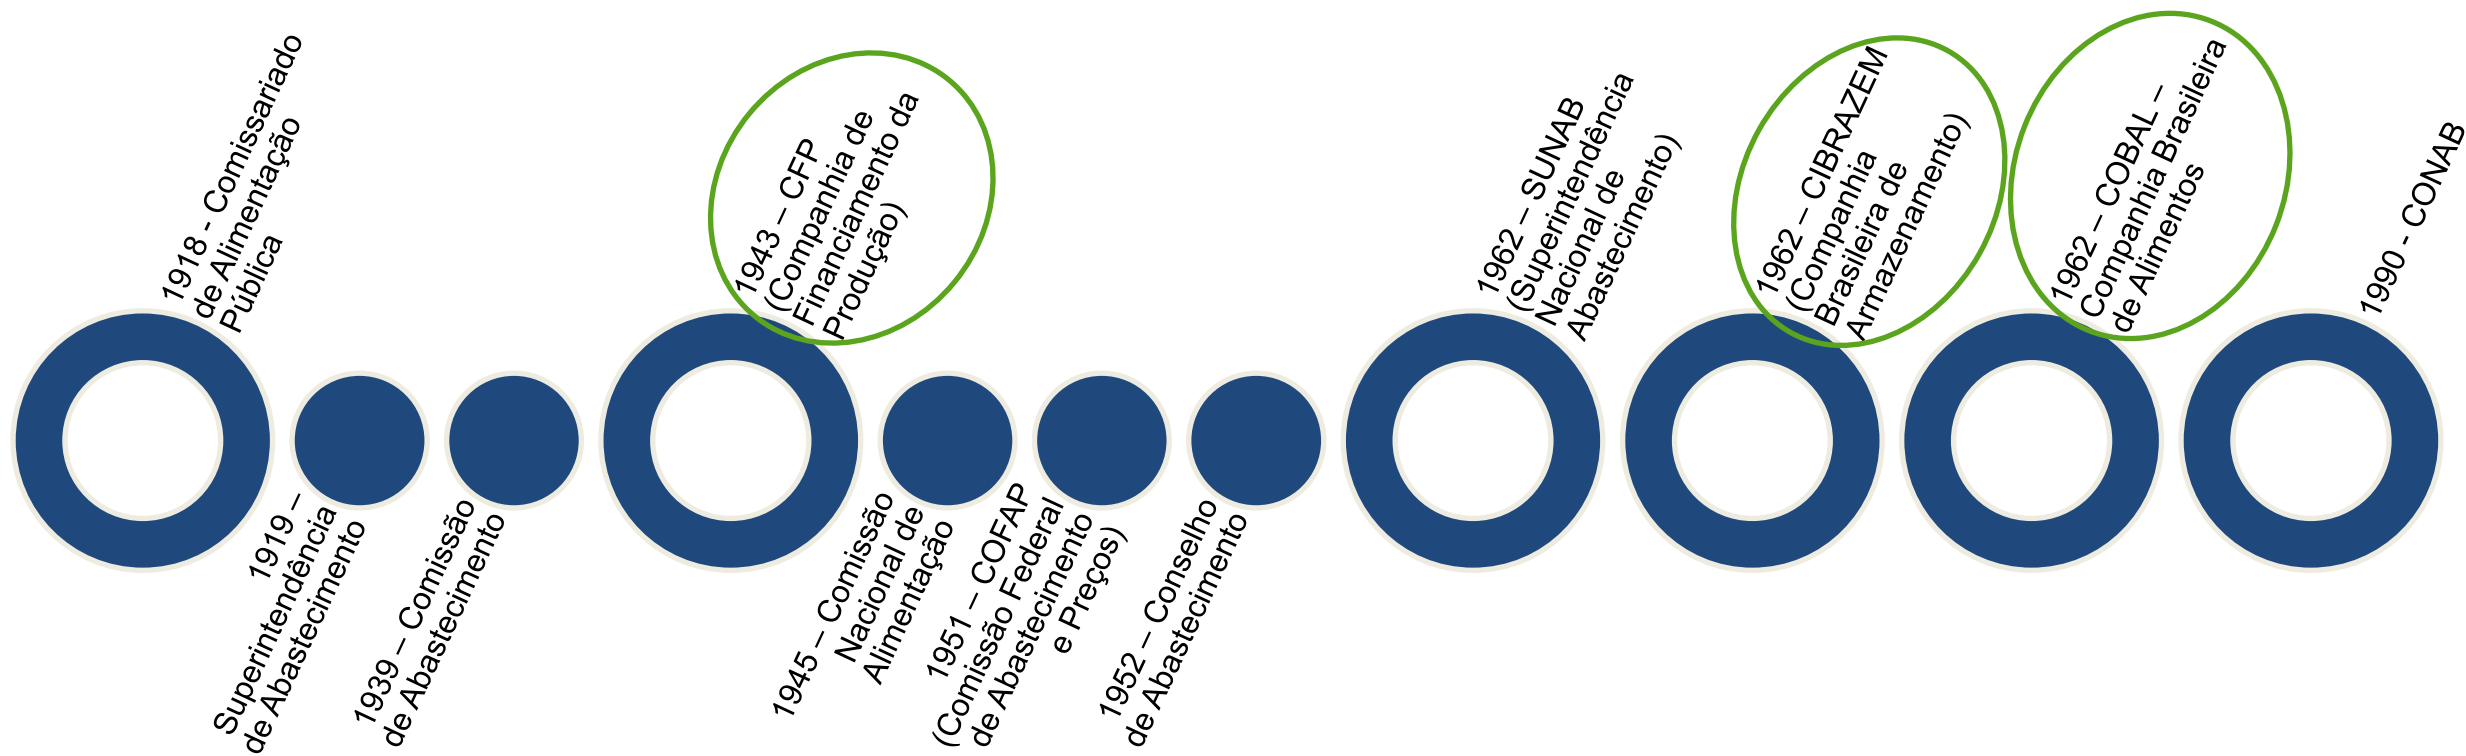 1918 - Comissariado
de Alimentação
Pública
1919 –
Superintendência
de Abastecimento
1939 – Comissão
de Abastecimento
1943 – CFP
(Companhia de
Financiamento da
Produção)
1945 – Comissão
Nacional de
Alimentação
1951 – COFAP
(Comissão Federal
de Abastecimento
e Preços)
1952 – Conselho
de Abastecimento
1962 – SUNAB
(Superintendência
Nacional de
Abastecimento)
1962 – CIBRAZEM
(Companhia
Brasileira de
Armazenamento)
1962 – COBAL –
Companhia Brasileira
de Alimentos
1990 - CONAB